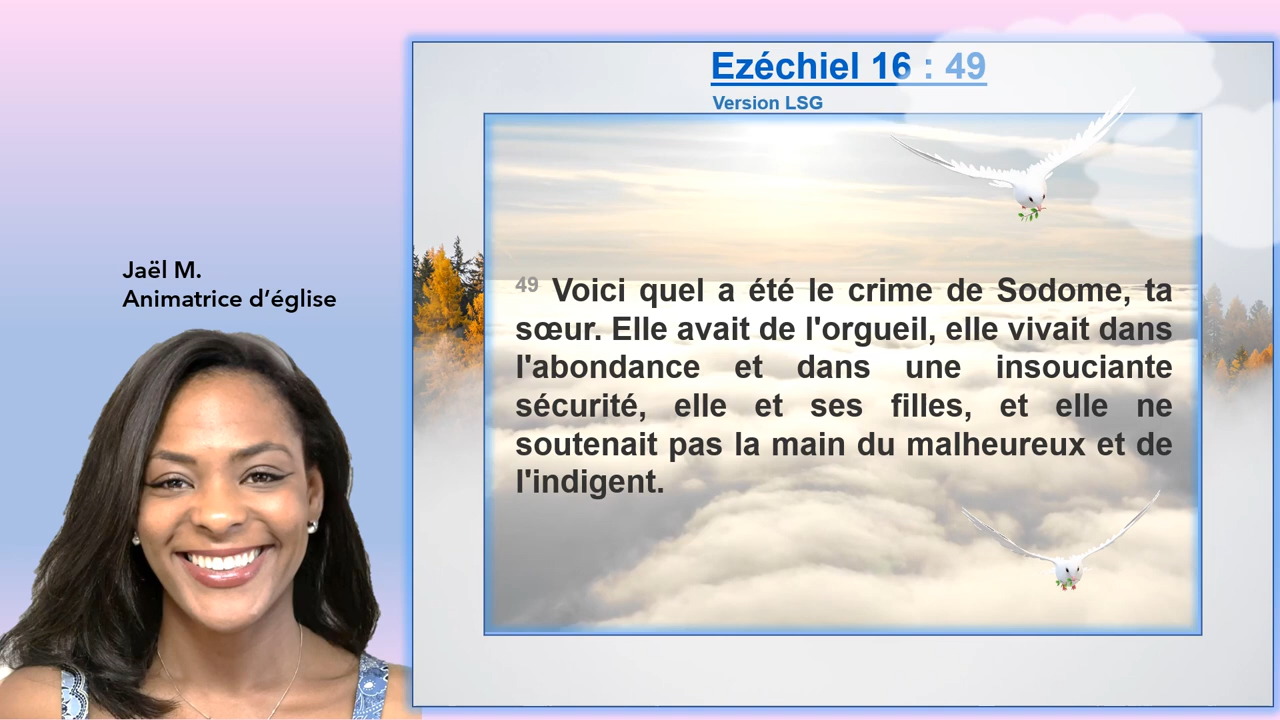 Ezéchiel 16 : 49
Version LSG
Jaël M.
Animatrice d’église
49 Voici quel a été le crime de Sodome, ta
sœur. Elle avait de l'orgueil, elle vivait dans
l'abondance et dans une insouciante
sécurité, elle et ses filles, et elle ne
soutenait pas la main du malheureux et de
l'indigent.